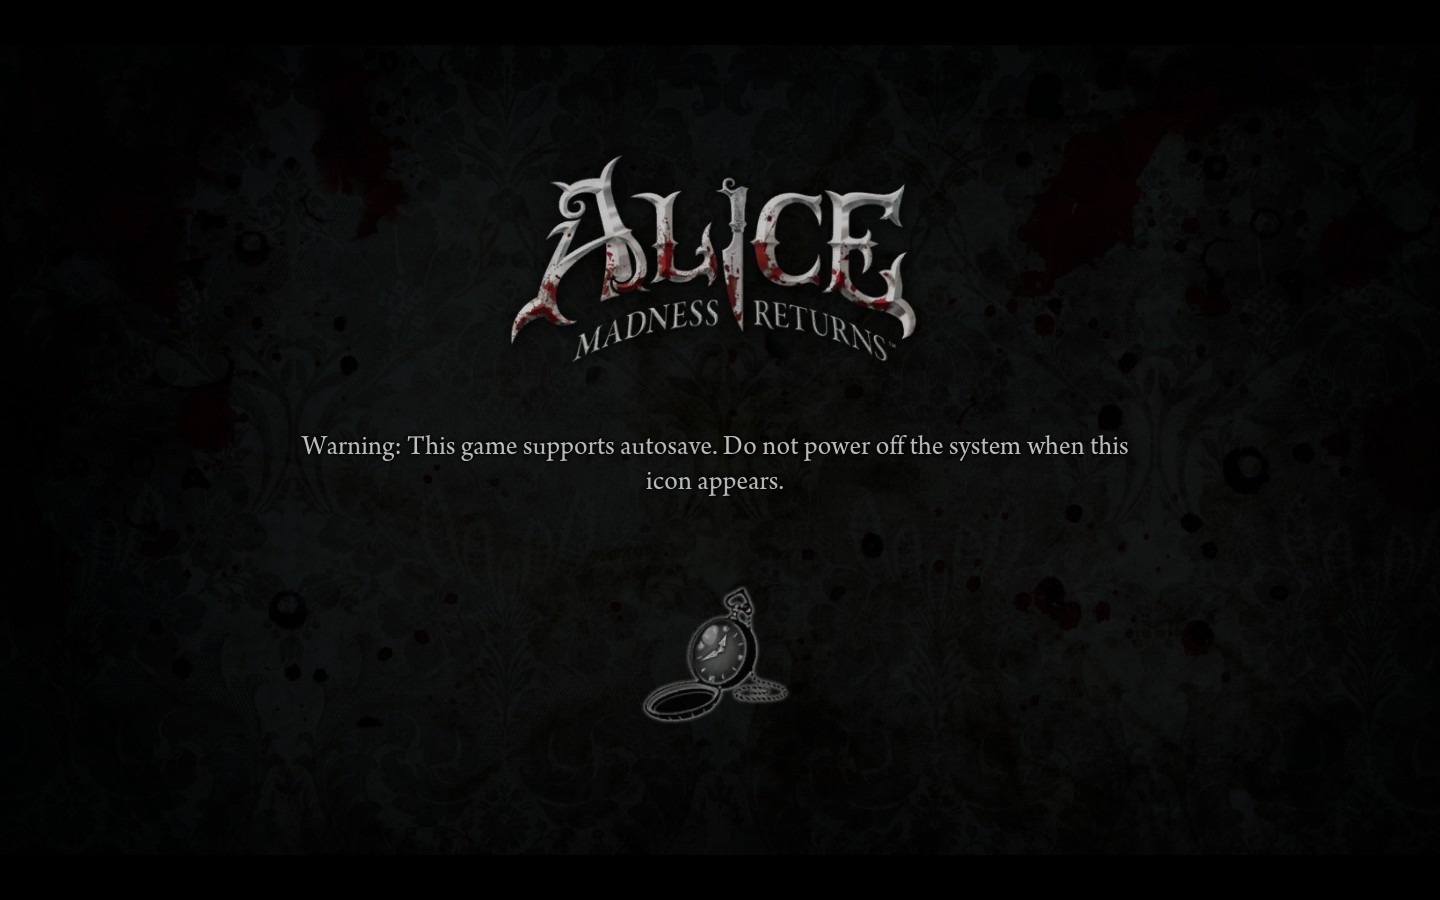 ALICE
MADNESS RETURNS™
Warning: This game supports autosave. Do not power off the system when this
icon appears.